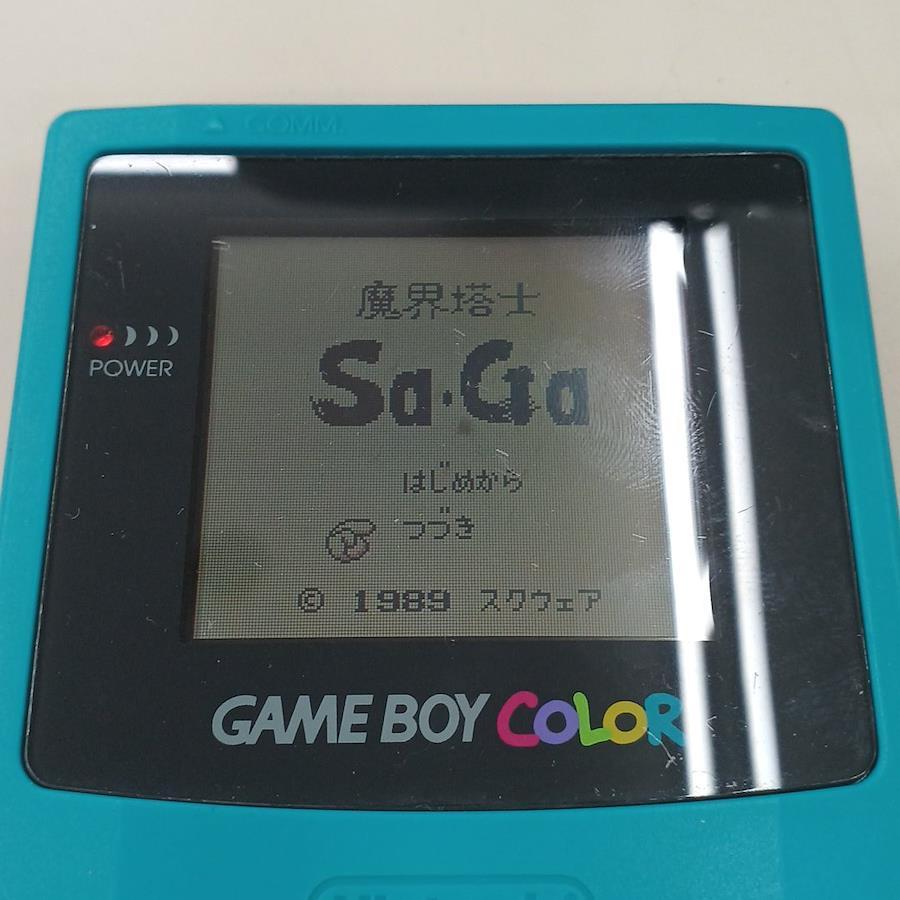 COMM.
POWER
魔界塔士
Sa・Ga
はじめから
つづき
© 1989 スクウェア
GAME BOY COLOR
Nintendo